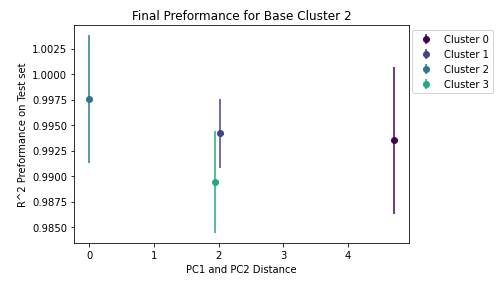 Final Preformance for Base Cluster 2
R^2 Preformance on Test set
1.0025
1.0000
0.9975
0.9950
0.9925
0.9900
0.9875
0.9850
0
1
2
3
4
PC1 and PC2 Distance
Cluster 0
Cluster 1
Cluster 2
Cluster 3